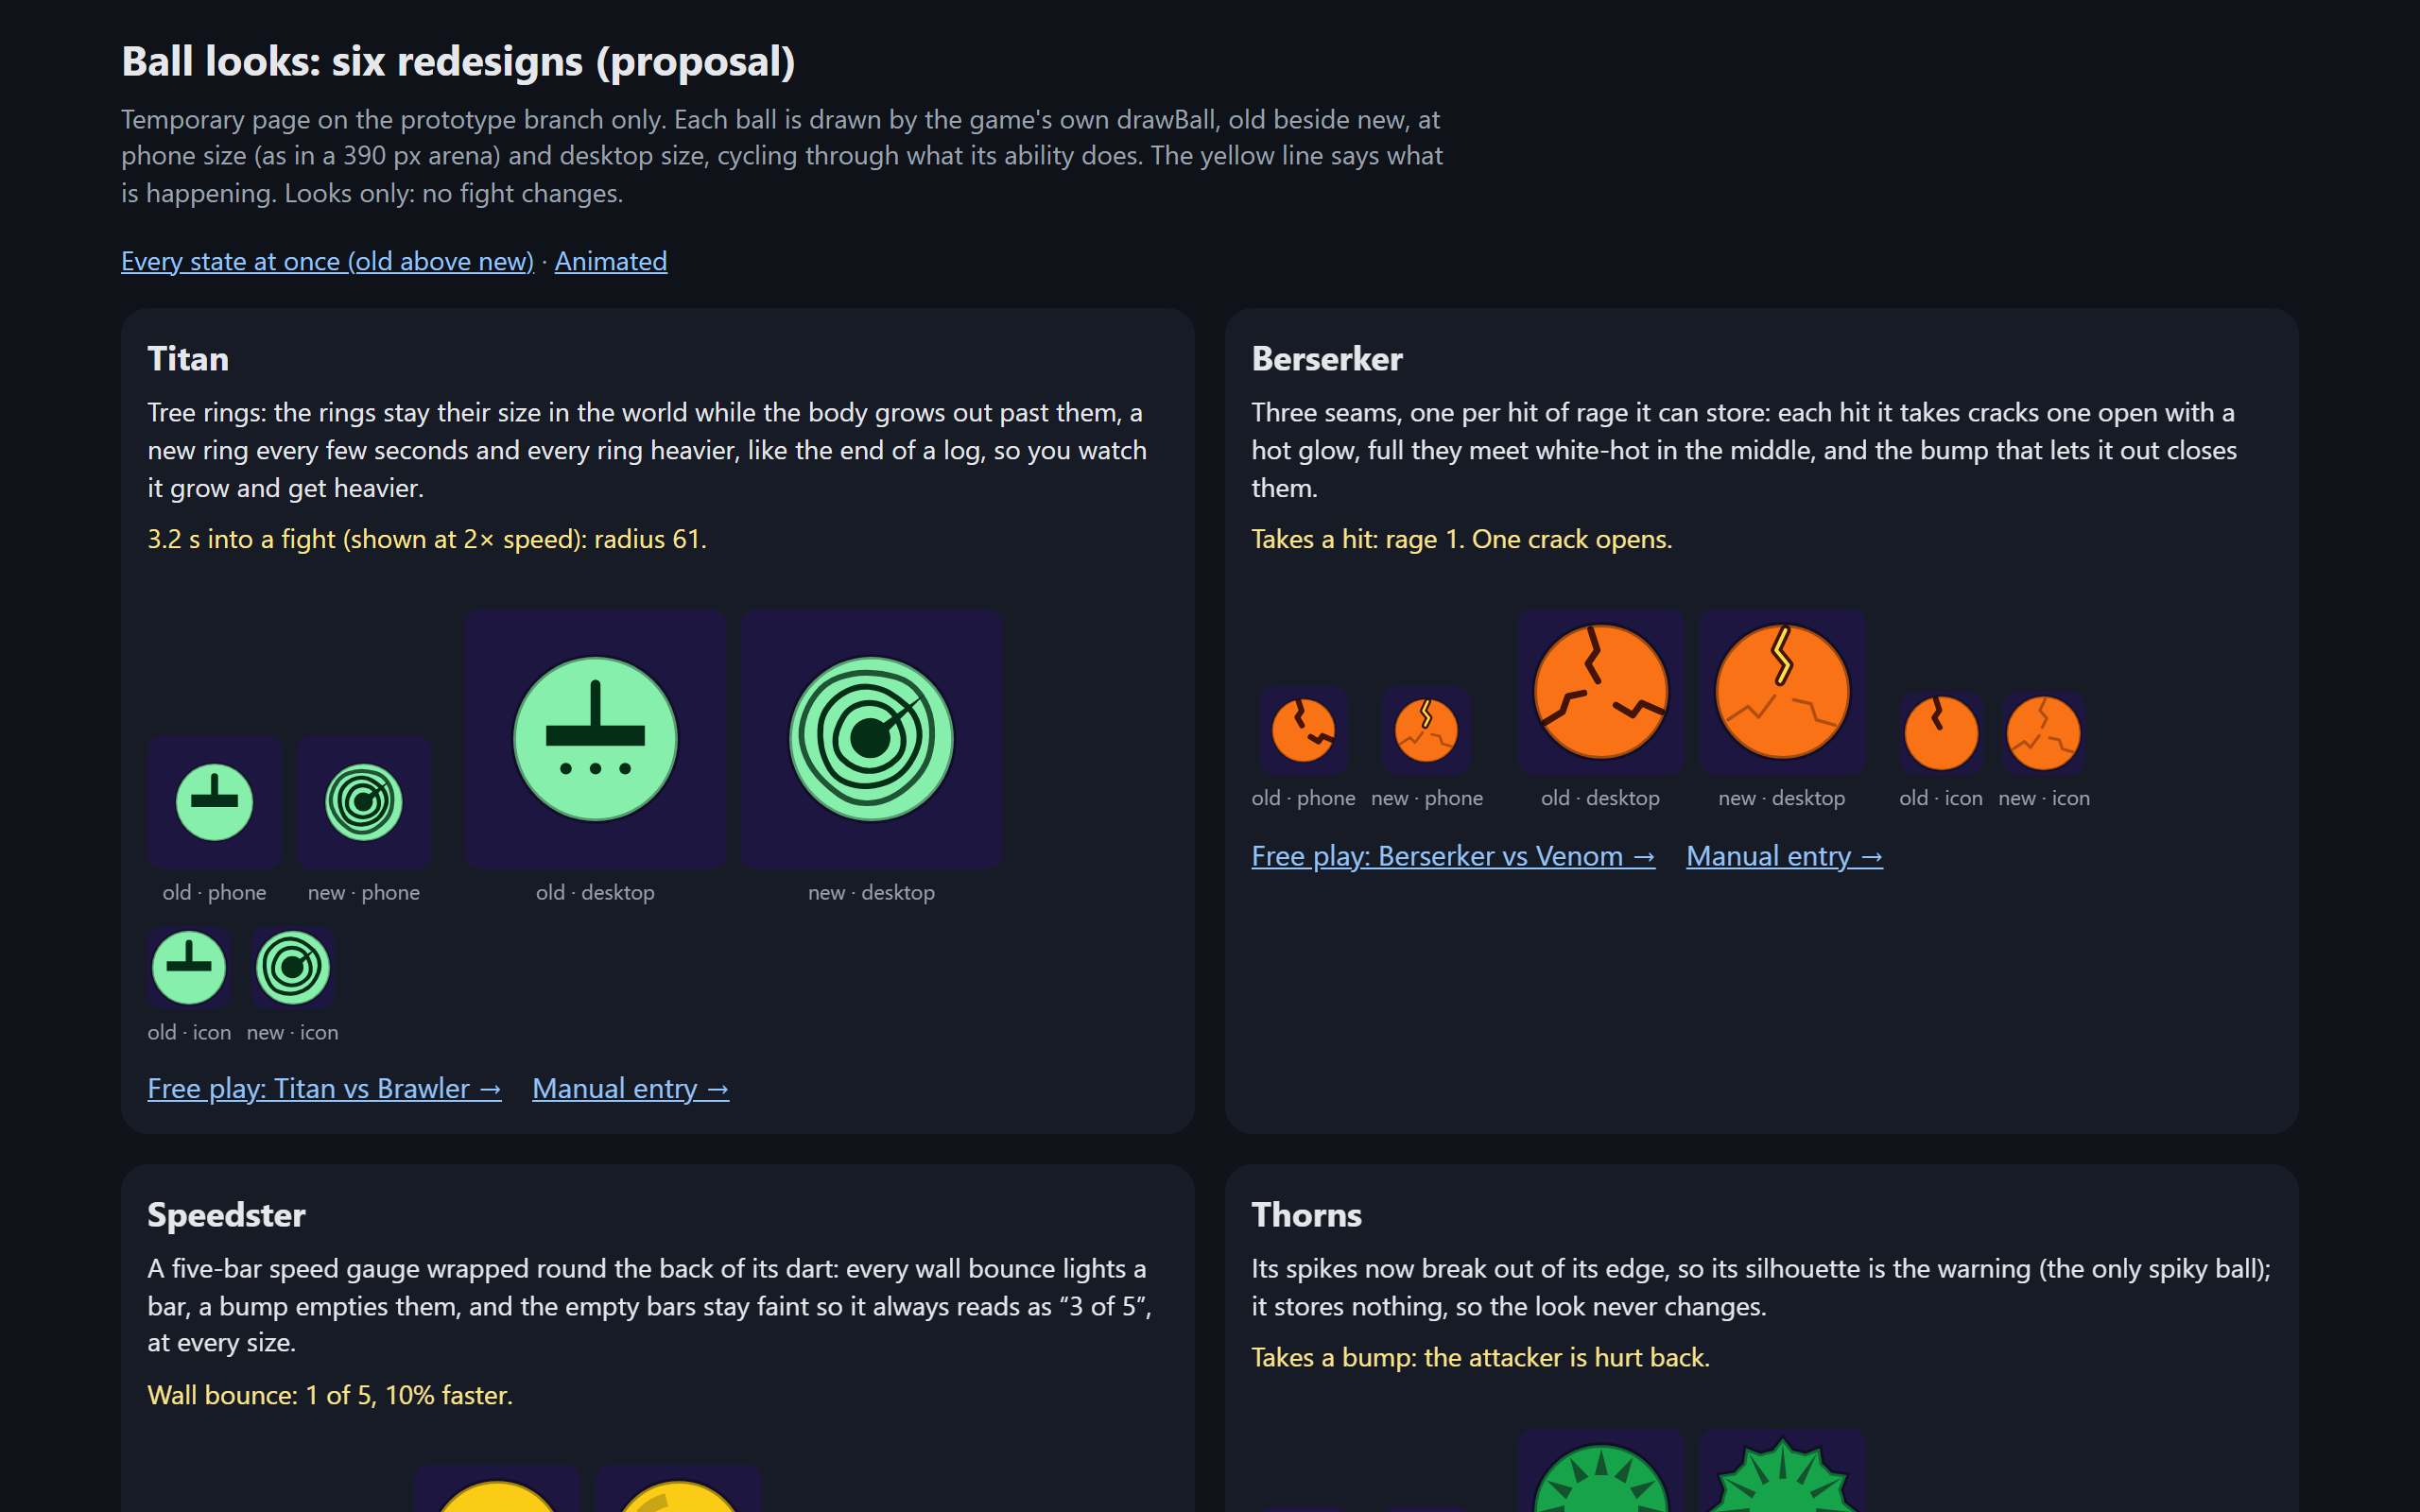 Ball looks: six redesigns (proposal)
Temporary page on the prototype branch only. Each ball is drawn by the game's own drawBall, old beside new, at
phone size (as in a 390 px arena) and desktop size, cycling through what its ability does. The yellow line says what
is happening. Looks only: no fight changes.
Every state at once (old above new) · Animated
Titan
Tree rings: the rings stay their size in the world while the body grows out past them, a
new ring every few seconds and every ring heavier, like the end of a log, so you watch
it grow and get heavier.
3.2 s into a fight (shown at 2× speed): radius 61.
old · phone
new · phone
old · desktop
new · desktop
old · icon
new · icon
Free play: Titan vs Brawler →
Manual entry →
Berserker
Three seams, one per hit of rage it can store: each hit it takes cracks one open with a
hot glow, full they meet white-hot in the middle, and the bump that lets it out closes
them.
Takes a hit: rage 1. One crack opens.
old · phone
new · phone
old · desktop
new · desktop
old · icon
new · icon
Free play: Berserker vs Venom →
Manual entry →
Speedster
A five-bar speed gauge wrapped round the back of its dart: every wall bounce lights a
bar, a bump empties them, and the empty bars stay faint so it always reads as “3 of 5”,
at every size.
Wall bounce: 1 of 5, 10% faster.
Thorns
Its spikes now break out of its edge, so its silhouette is the warning (the only spiky ball);
it stores nothing, so the look never changes.
Takes a bump: the attacker is hurt back.